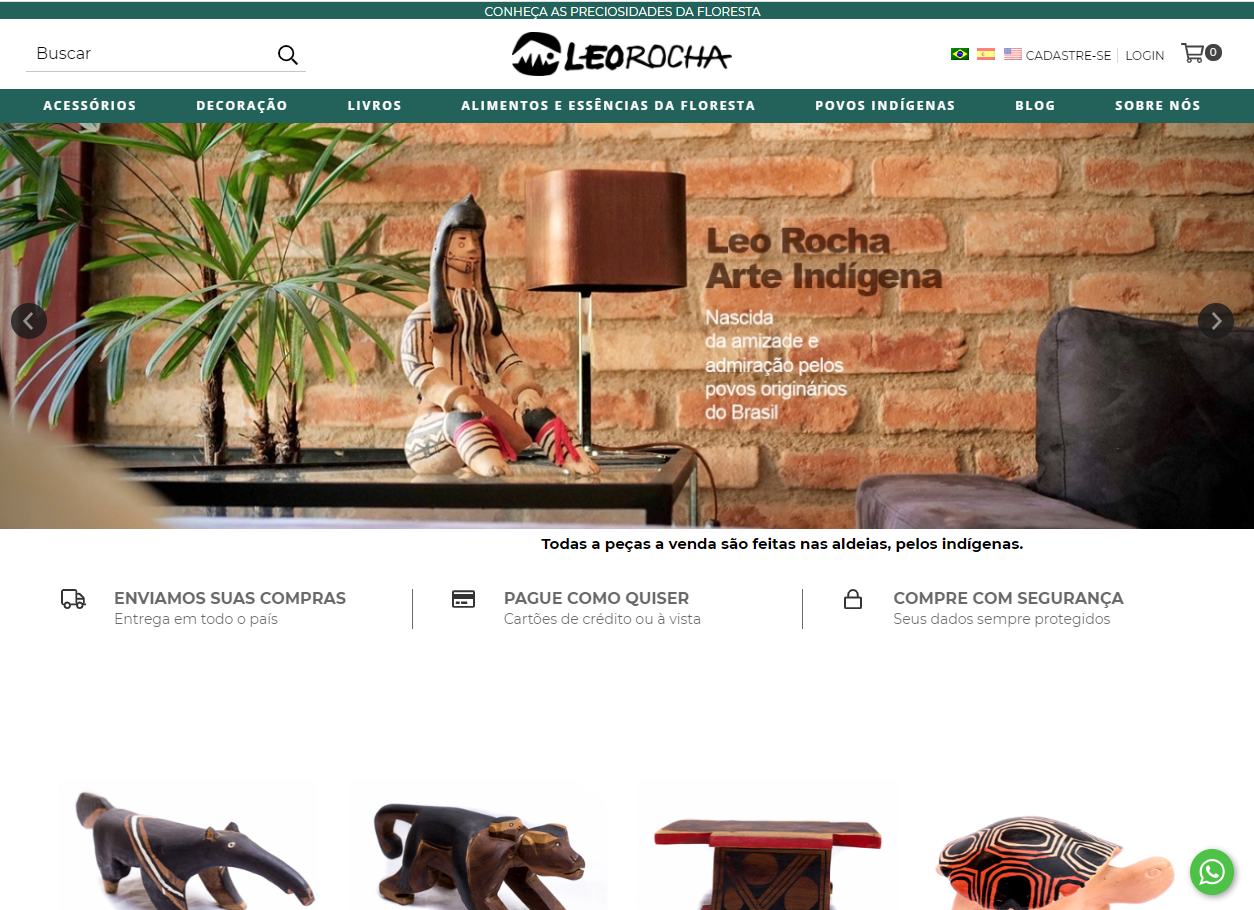 CONHEÇA AS PRECIOSIDADES DA FLORESTA
Buscar
LEOROCHA
CADASTRE-SE
LOGIN
0
ACESSÓRIOS
DECORAÇÃO
LIVROS
ALIMENTOS E ESSÊNCIAS DA FLORESTA
POVOS INDÍGENAS
BLOG
SOBRE NÓS
Leo Rocha
Arte Indígena
Nascida
da amizade e
admiração pelos
povos originários
do Brasil
Todas a peças a venda são feitas nas aldeias, pelos indígenas.
ENVIAMOS SUAS COMPRAS
Entrega em todo o país
PAGUE COMO QUISER
Cartões de crédito ou à vista
COMPRE COM SEGURANÇA
Seus dados sempre protegidos